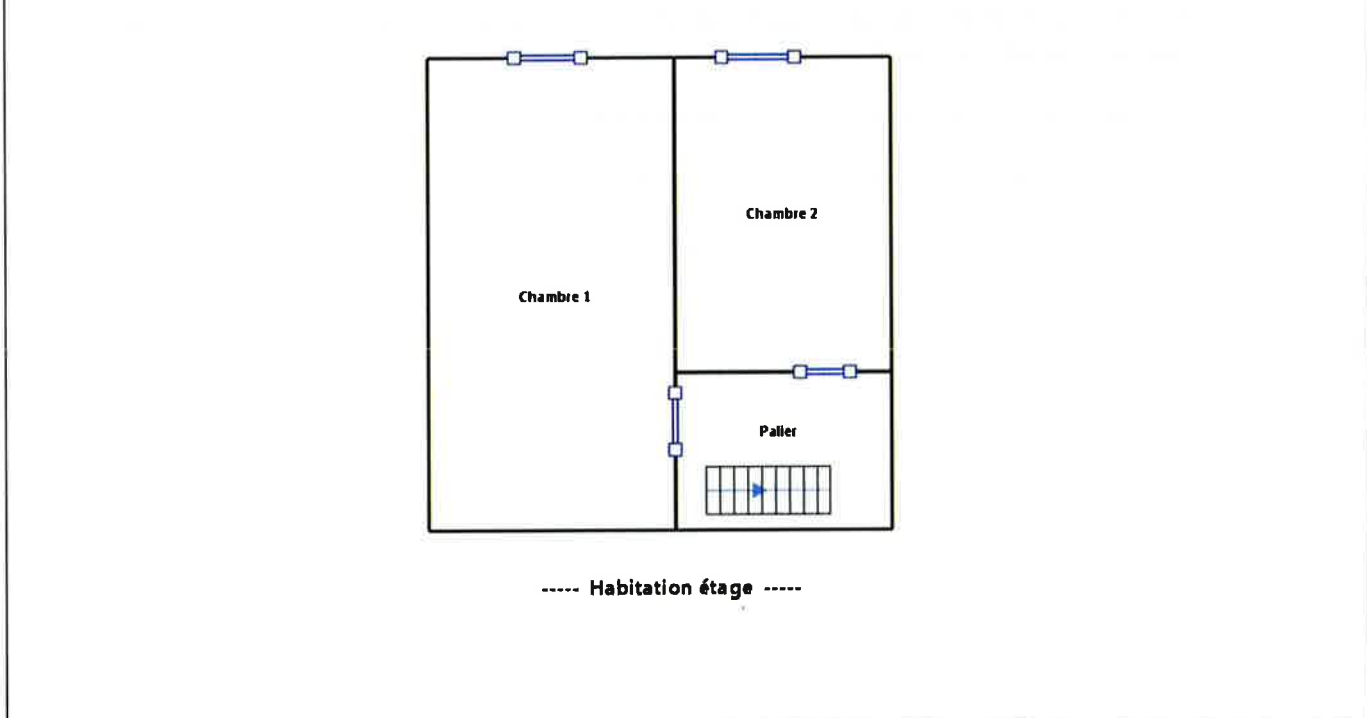 Chambre 2
Chambre 1
Palier
----- Habitation étage -----